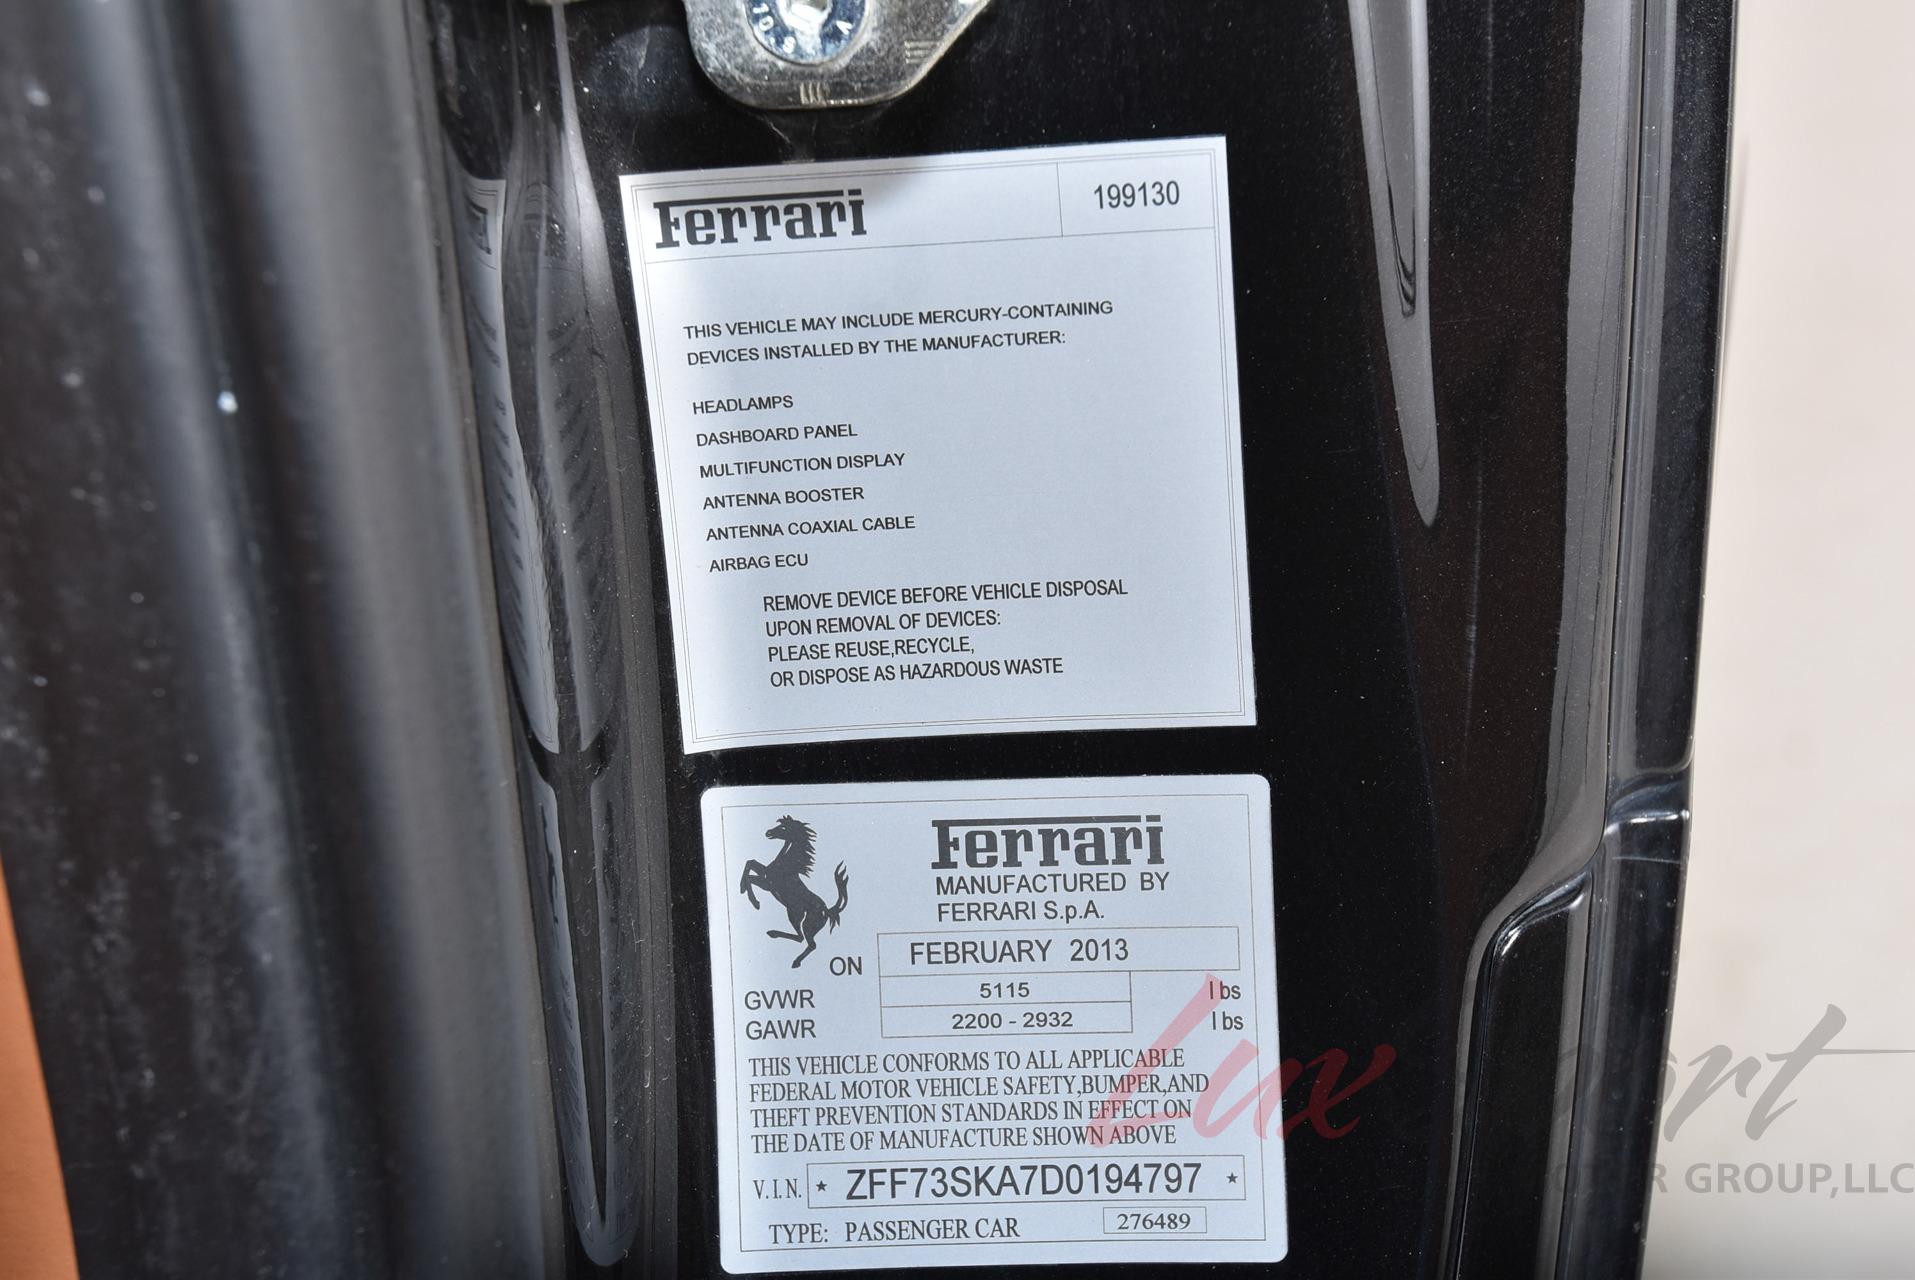 Ferrari 199130
THIS VEHICLE MAY INCLUDE MERCURY-CONTAINING
DEVICES INSTALLED BY THE MANUFACTURER:
HEADLAMPS
DASHBOARD PANEL
MULTIFUNCTION DISPLAY
ANTENNA BOOSTER
ANTENNA COAXIAL CABLE
AIRBAG ECU
REMOVE DEVICE BEFORE VEHICLE DISPOSAL
UPON REMOVAL OF DEVICES:
PLEASE REUSE,RECYCLE,
OR DISPOSE AS HAZARDOUS WASTE
Ferrari
MANUFACTURED BY
FERRARI S.p.A.
ON FEBRUARY 2013
GVWR 5115 lbs
GAWR 2200 - 2932 lbs
THIS VEHICLE CONFORMS TO ALL APPLICABLE
FEDERAL MOTOR VEHICLE SAFETY,BUMPER,AND
THEFT PREVENTION STANDARDS IN EFFECT ON
THE DATE OF MANUFACTURE SHOWN ABOVE
V.I.N. * ZFF73SKA7D0194797 *
TYPE: PASSENGER CAR 276489
Lux port
GROUP,LLC